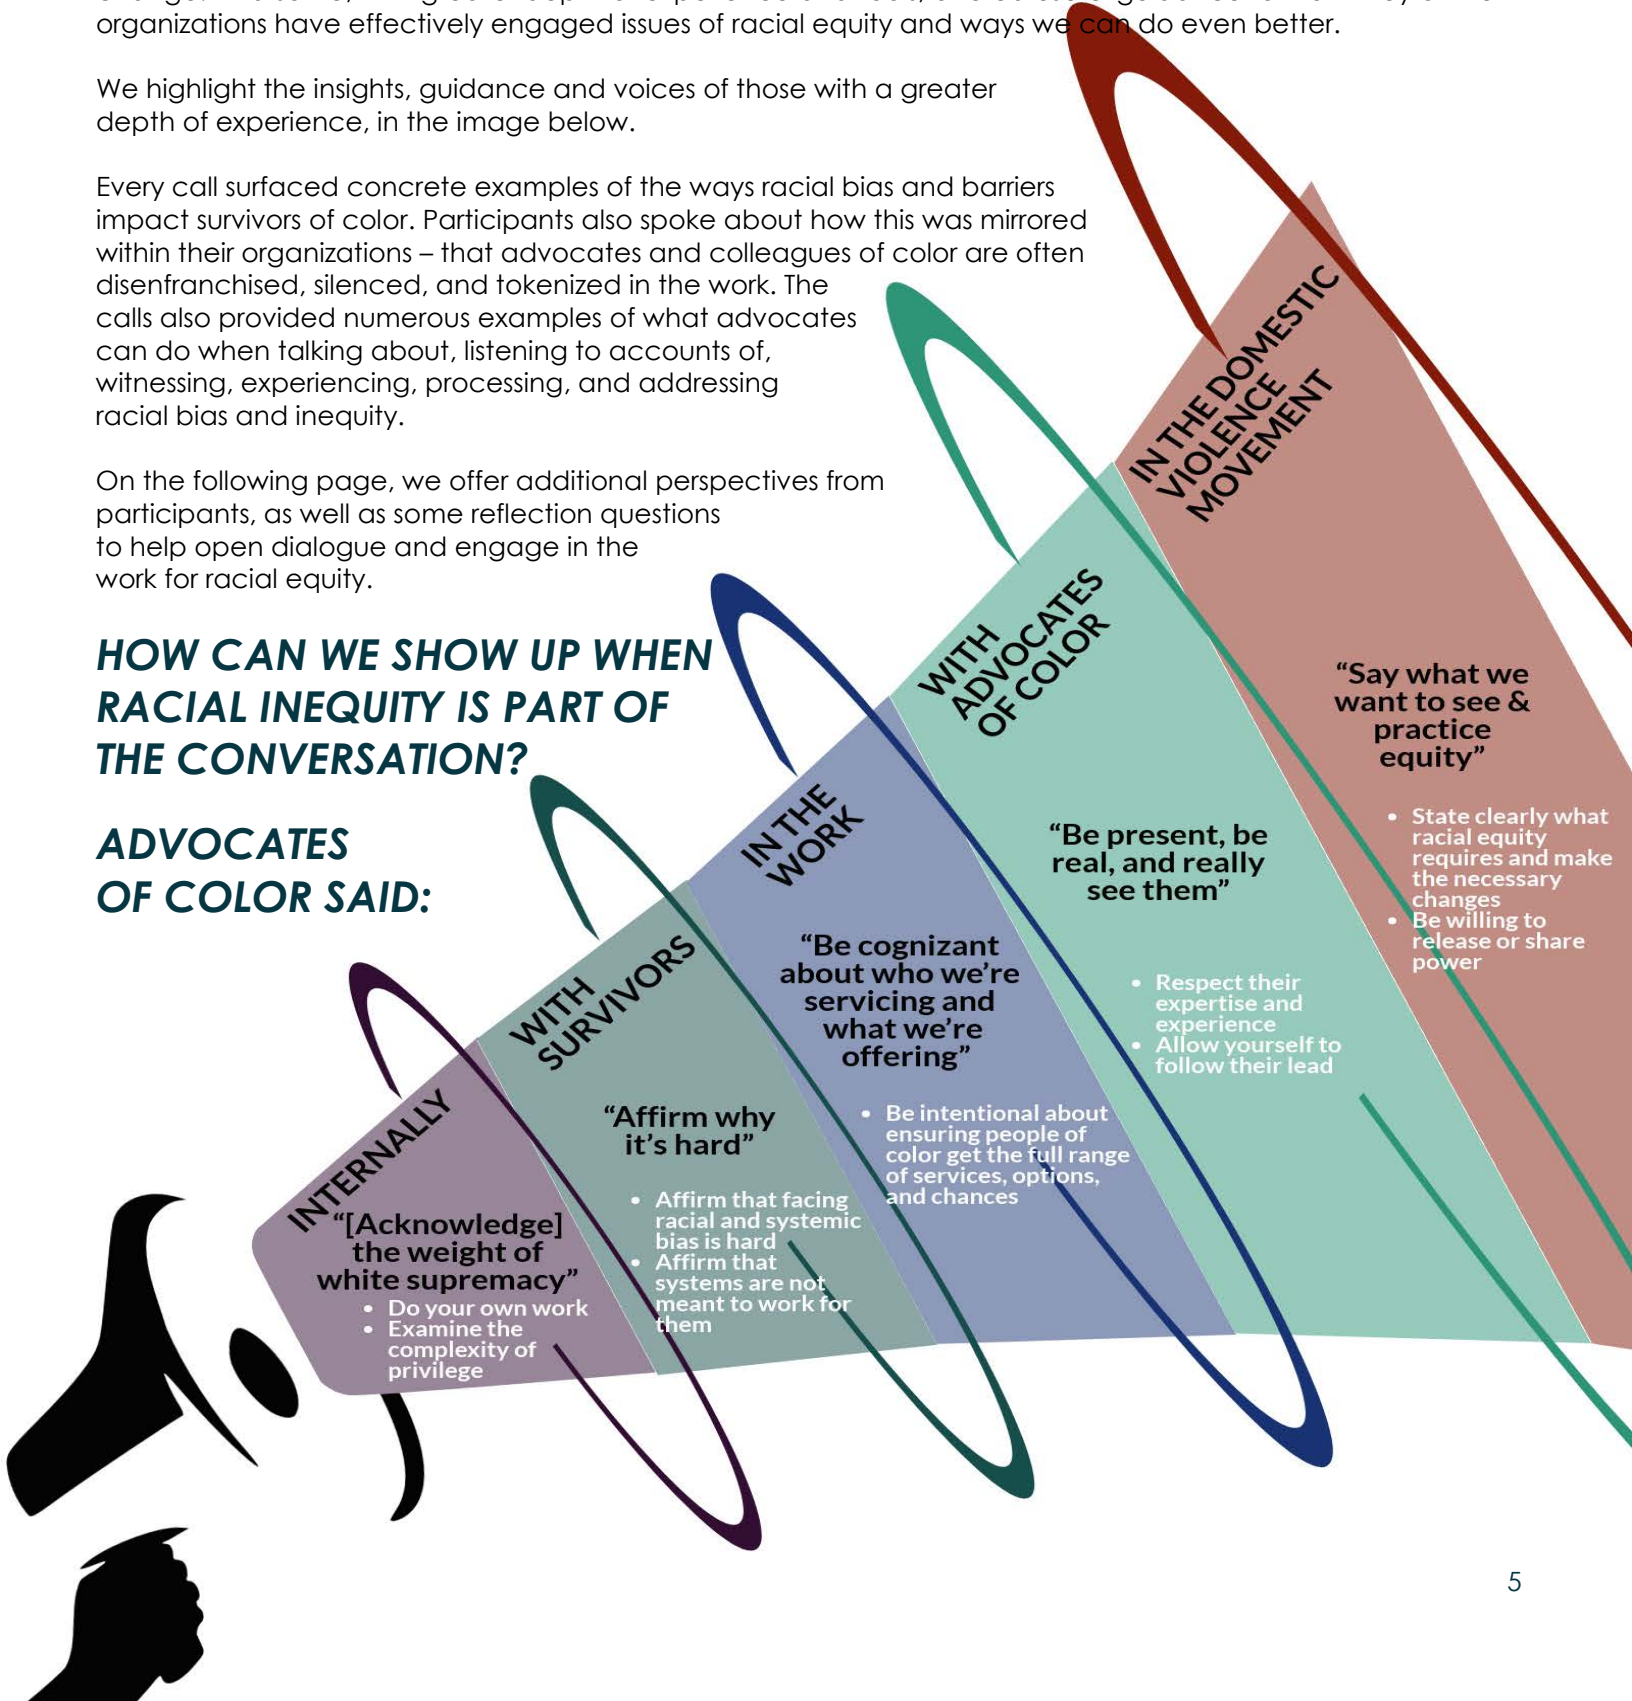 organizations have effectively engaged issues of racial equity and ways we can do even better.
We highlight the insights, guidance and voices of those with a greater
depth of experience, in the image below.
Every call surfaced concrete examples of the ways racial bias and barriers
impact survivors of color. Participants also spoke about how this was mirrored
within their organizations – that advocates and colleagues of color are often
disenfranchised, silenced, and tokenized in the work. The
calls also provided numerous examples of what advocates
can do when talking about, listening to accounts of,
witnessing, experiencing, processing, and addressing
racial bias and inequity.
On the following page, we offer additional perspectives from
participants, as well as some reflection questions
to help open dialogue and engage in the
work for racial equity.
HOW CAN WE SHOW UP WHEN
RACIAL INEQUITY IS PART OF
THE CONVERSATION?
ADVOCATES
OF COLOR SAID:
INTERNALLY
“[Acknowledge]
the weight of
white supremacy”
• Do your own work
• Examine the
complexity of
privilege
WITH
SURVIVORS
“Affirm why
it’s hard”
• Affirm that facing
racial and systemic
bias is hard
• Affirm that
systems are not
meant to work for
them
IN THE
WORK
“Be cognizant
about who we’re
servicing and
what we’re
offering”
• Be intentional about
ensuring people of
color get the full range
of services, options,
and chances
WITH
ADVOCATES
OF COLOR
“Be present, be
real, and really
see them”
• Respect their
expertise and
experience
• Allow yourself to
follow their lead
IN THE DOMESTIC
VIOLENCE
MOVEMENT
“Say what we
want to see &
practice
equity”
• State clearly what
racial equity
requires and make
the necessary
changes
• Be willing to
release or share
power
5